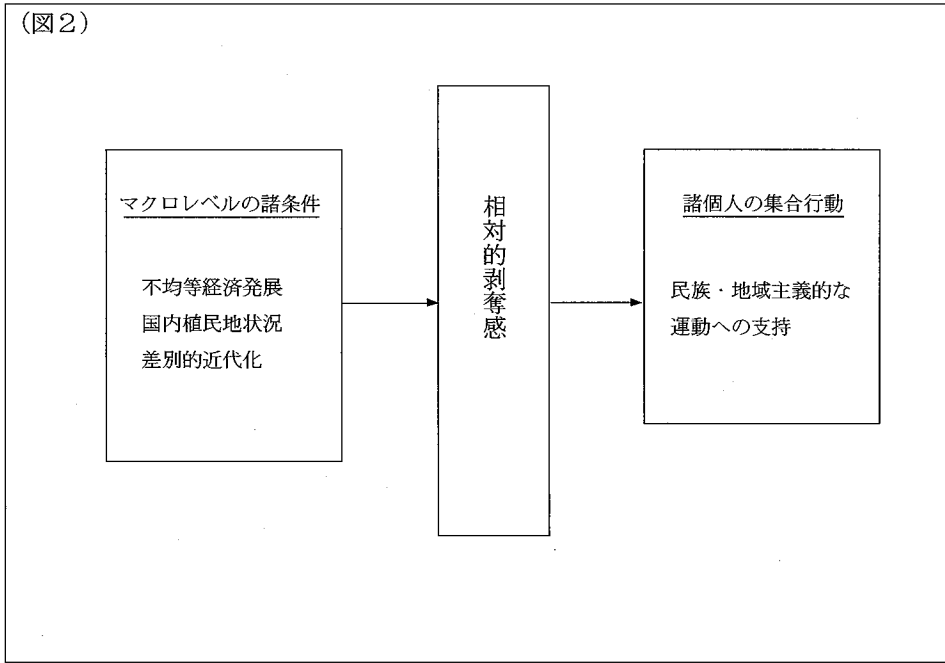 (図２)
マクロレベルの諸条件
不均等経済発展
国内植民地状況
差別的近代化
相対的剥奪感
諸個人の集合行動
民族・地域主義的な
運動への支持